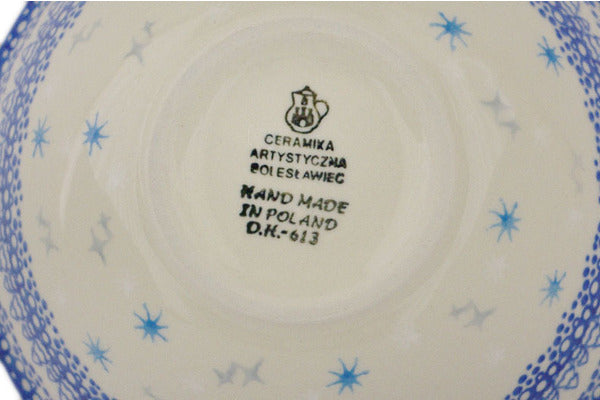 CERAMIKA
ARTYSTYCZNA
BOLESŁAWIEC
HAND MADE
IN POLAND
D.H.-613